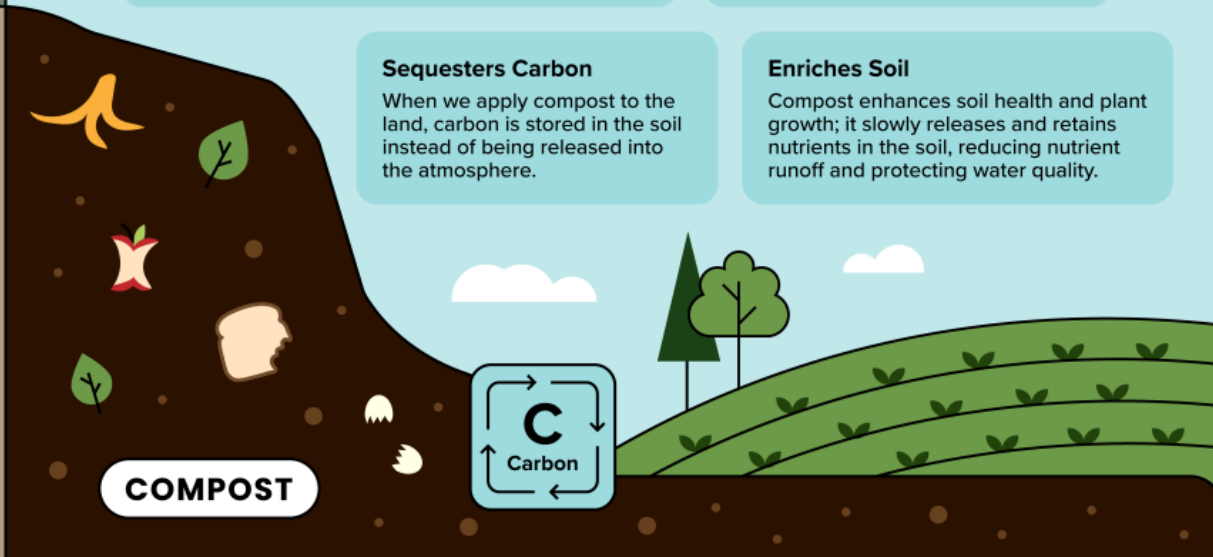 Sequesters Carbon
When we apply compost to the
land, carbon is stored in the soil
instead of being released into
the atmosphere.
Enriches Soil
Compost enhances soil health and plant
growth; it slowly releases and retains
nutrients in the soil, reducing nutrient
runoff and protecting water quality.
C
Carbon
COMPOST